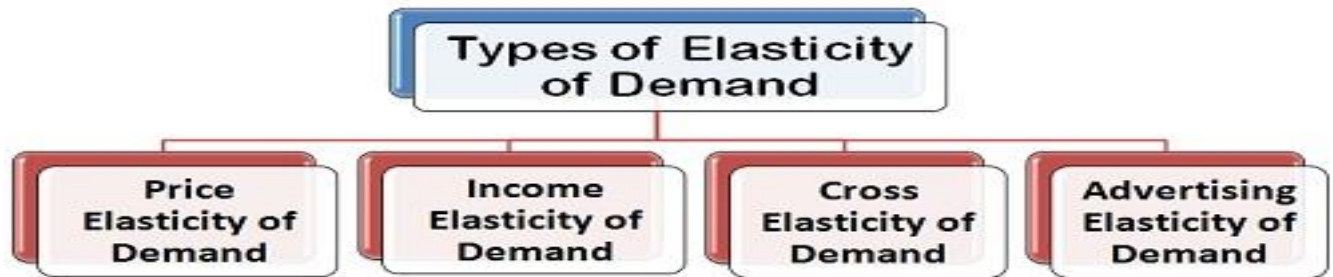 Types of Elasticity
of Demand
Price
Elasticity of
Demand
Income
Elasticity of
Demand
Cross
Elasticity of
Demand
Advertising
Elasticity of
Demand